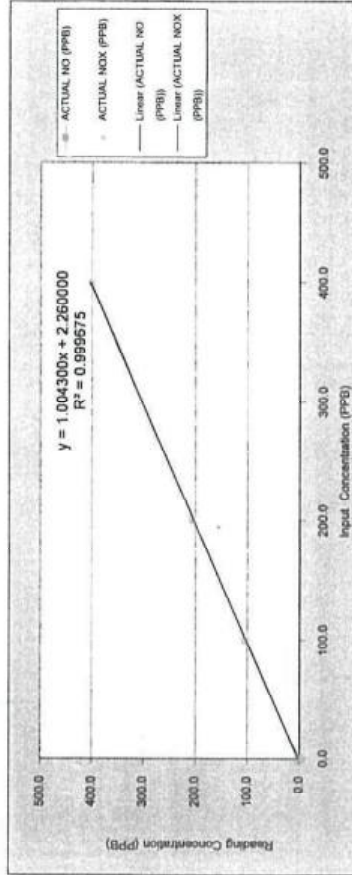 y = 1.004300x + 2.260000
R² = 0.999675
500.0
400.0
300.0
200.0
100.0
0.0
Reading Concentration (PPB)
0.0
100.0
200.0
300.0
400.0
500.0
Input Concentration (PPB)
ACTUAL NO (PPB)
ACTUAL NOX (PPB)
Linear (ACTUAL NO
(PPB))
Linear (ACTUAL NOX
(PPB))